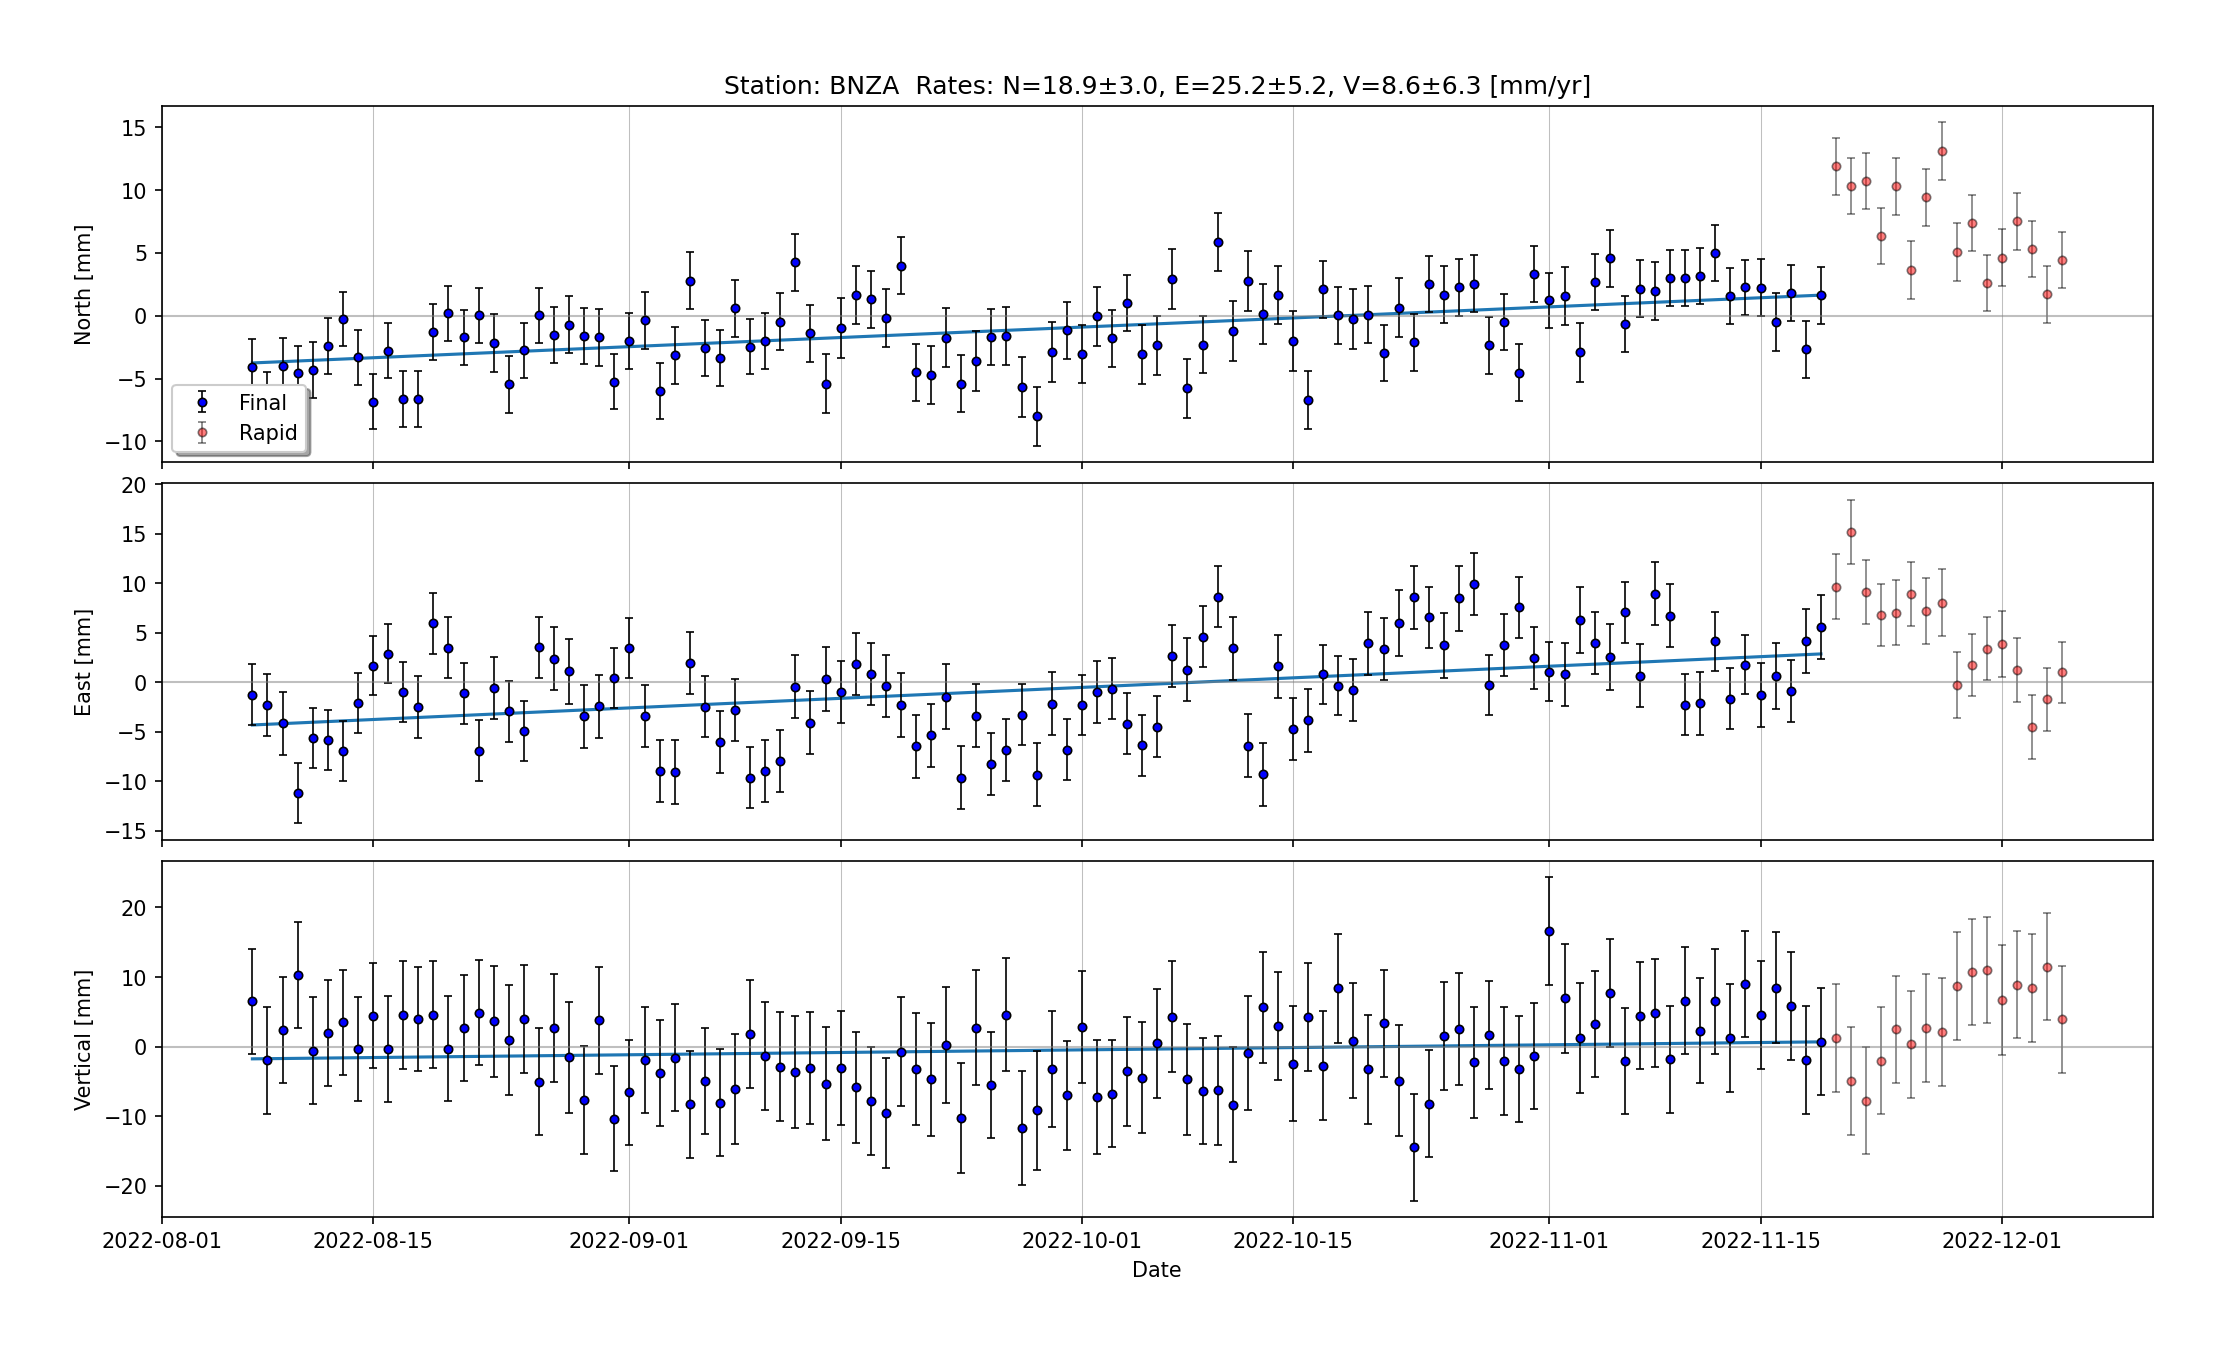 Station: BNZA  Rates: N=18.9±3.0, E=25.2±5.2, V=8.6±6.3 [mm/yr]
North [mm]
15
10
5
0
−5
−10
Final
Rapid
East [mm]
20
15
10
5
0
−5
−10
−15
Vertical [mm]
20
10
0
−10
−20
2022-08-01 2022-08-15 2022-09-01 2022-09-15 2022-10-01 2022-10-15 2022-11-01 2022-11-15 2022-12-01
Date